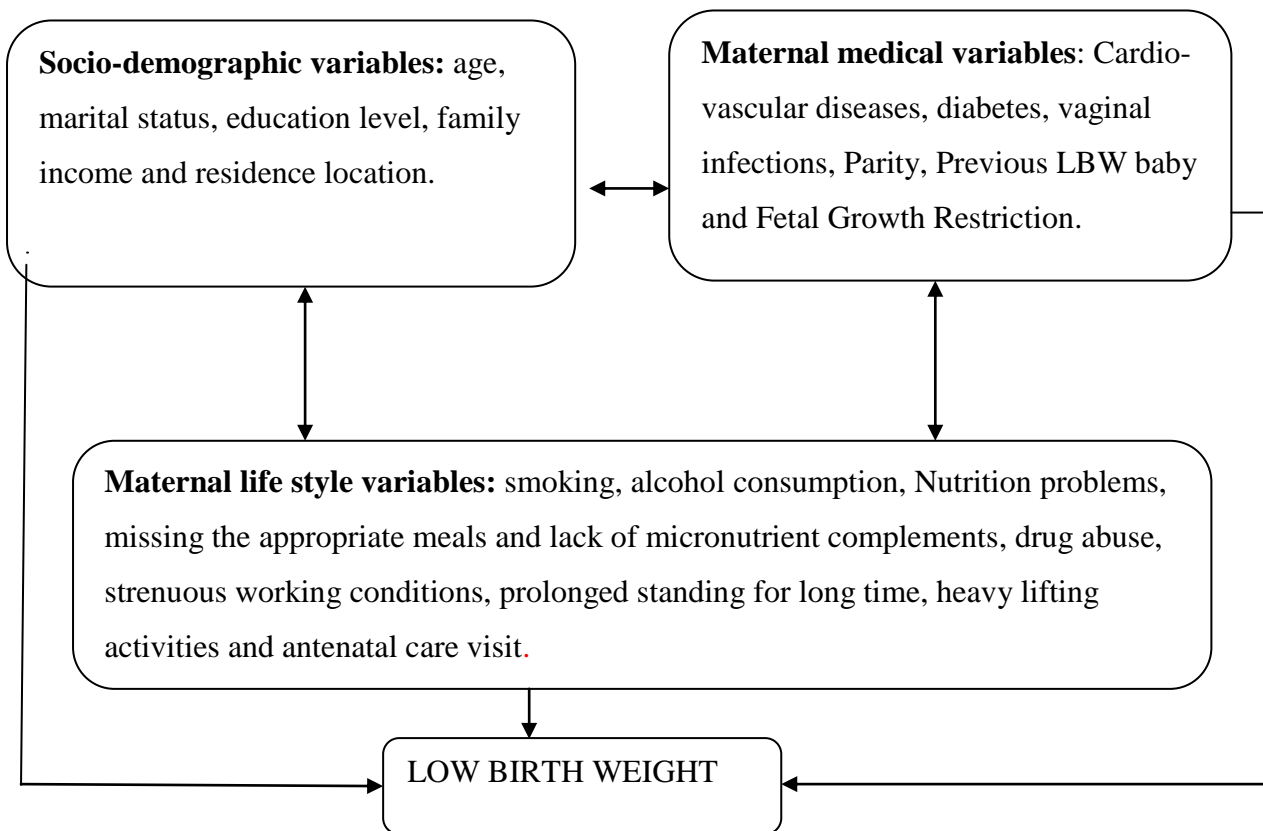 Socio-demographic variables: age,
marital status, education level, family
income and residence location.
Maternal medical variables: Cardio-
vascular diseases, diabetes, vaginal
infections, Parity, Previous LBW baby
and Fetal Growth Restriction.
Maternal life style variables: smoking, alcohol consumption, Nutrition problems,
missing the appropriate meals and lack of micronutrient complements, drug abuse,
strenuous working conditions, prolonged standing for long time, heavy lifting
activities and antenatal care visit.
LOW BIRTH WEIGHT